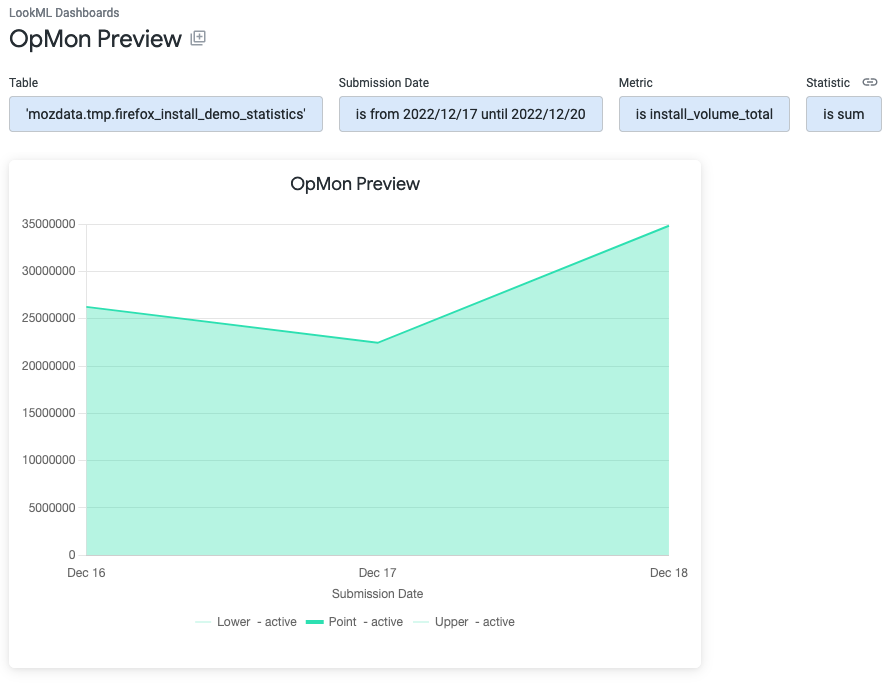 LookML Dashboards
OpMon Preview
Table
Submission Date
Metric
Statistic
'mozdata.tmp.firefox_install_demo_statistics'
is from 2022/12/17 until 2022/12/20
is install_volume_total
is sum
OpMon Preview
35000000
30000000
25000000
20000000
15000000
10000000
5000000
0
Dec 16
Dec 17
Dec 18
Submission Date
Lower - active
Point - active
Upper - active